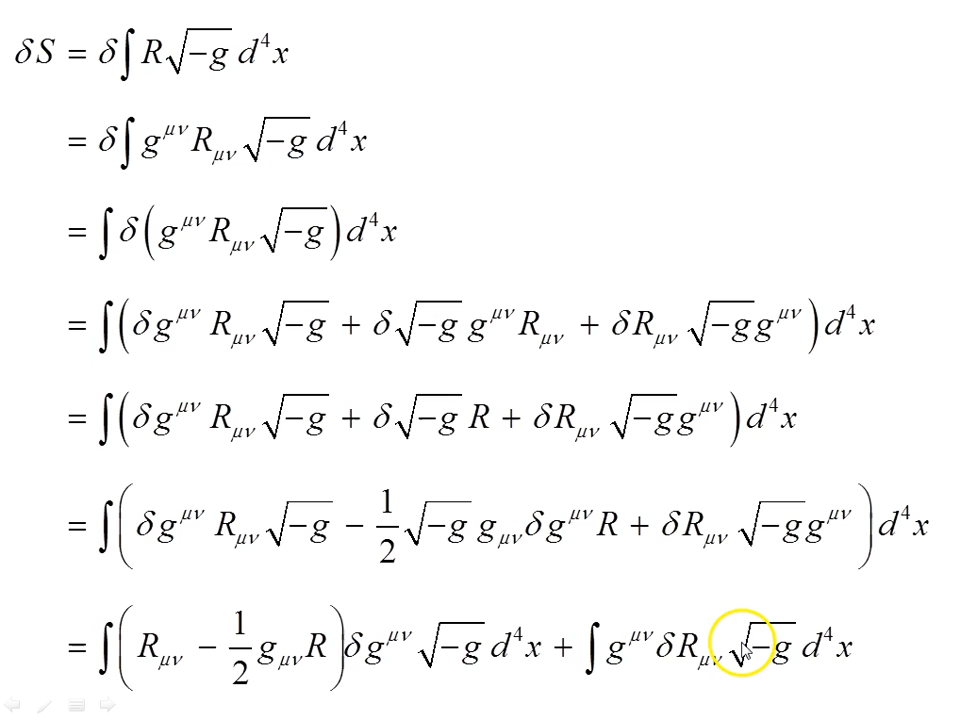 δS = δ∫ R√−g d⁴x
= δ∫ g^{μν} R_{μν} √−g d⁴x
= ∫ δ(g^{μν} R_{μν} √−g) d⁴x
= ∫ (δg^{μν} R_{μν} √−g + δ√−g g^{μν} R_{μν} + δR_{μν} √−g g^{μν}) d⁴x
= ∫ (δg^{μν} R_{μν} √−g + δ√−g R + δR_{μν} √−g g^{μν}) d⁴x
= ∫ (δg^{μν} R_{μν} √−g − 1/2 √−g g_{μν} δg^{μν} R + δR_{μν} √−g g^{μν}) d⁴x
= ∫ (R_{μν} − 1/2 g_{μν} R) δg^{μν} √−g d⁴x + ∫ g^{μν} δR_{μν} √−g d⁴x